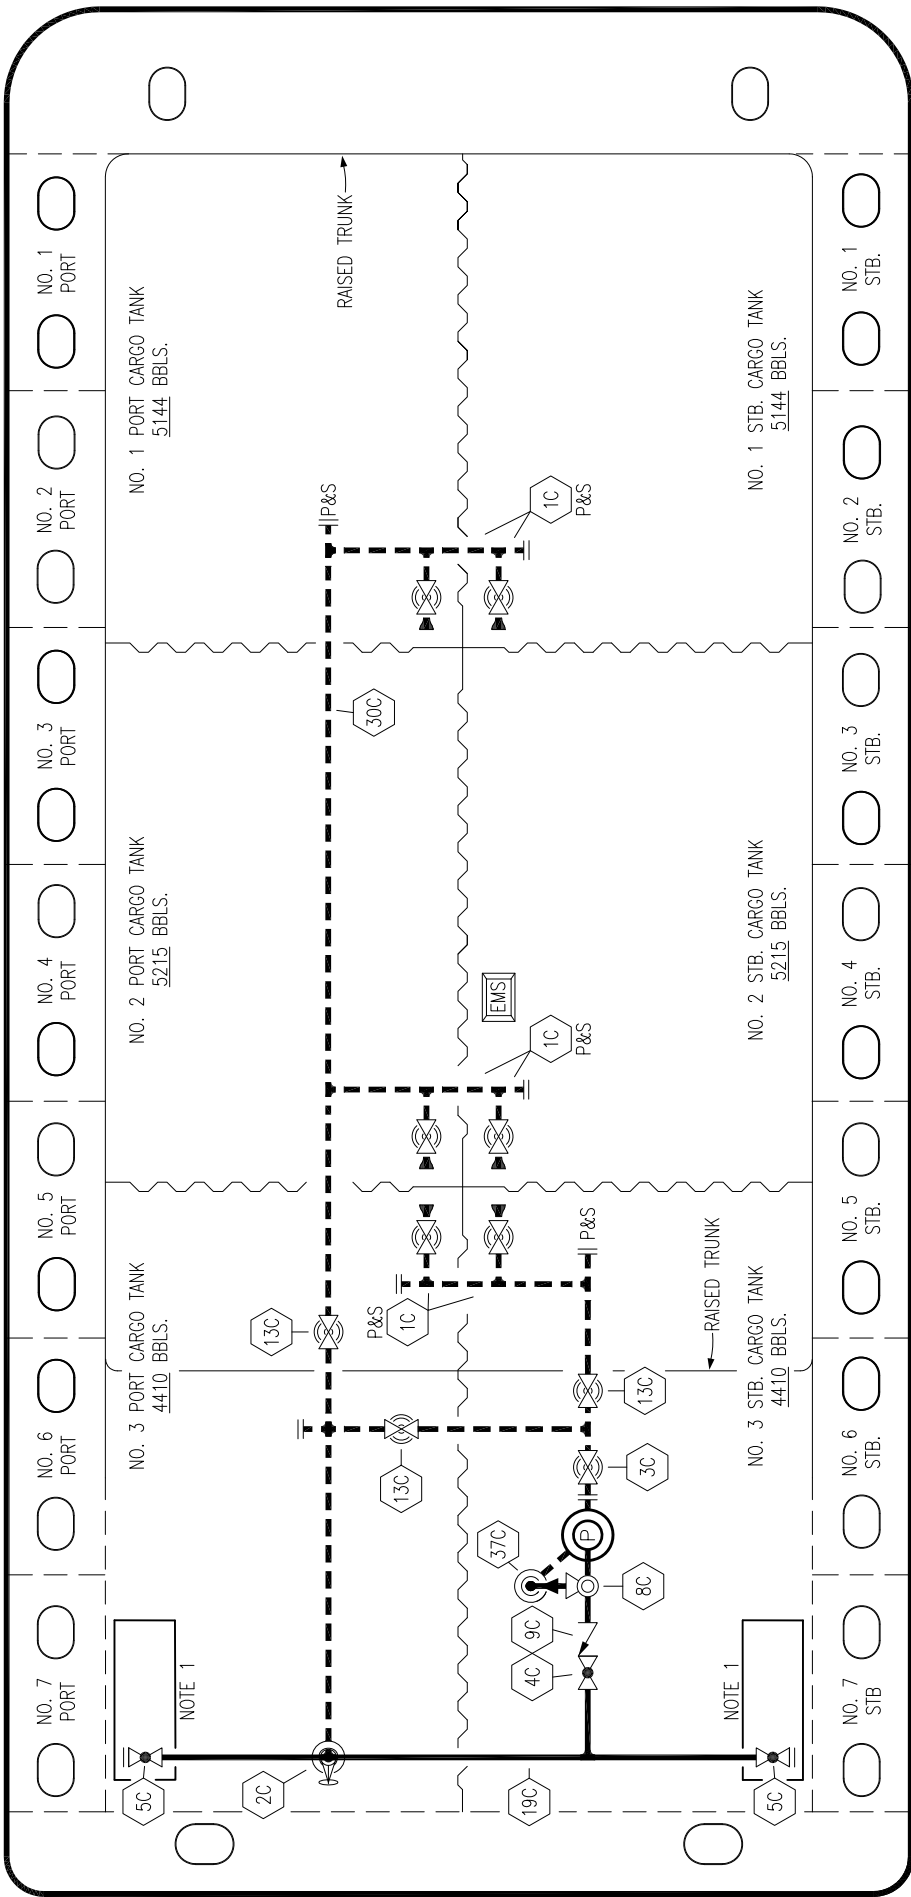 NO. 1
PORT
NO. 2
PORT
NO. 3
PORT
NO. 4
PORT
NO. 5
PORT
NO. 6
PORT
NO. 7
PORT
NO. 1 PORT CARGO TANK
5144 BBLS.
NO. 2 PORT CARGO TANK
5215 BBLS.
NO. 3 PORT CARGO TANK
4410 BBLS.
NOTE 1
5C
RAISED TRUNK
P&S
30C
13C
2C
P&S
1C
13C
1C
P&S
EMS
1C
P&S
P&S
13C
3C
P
37C
8C
9C
4C
19C
RAISED TRUNK
NO. 1 STB. CARGO TANK
5144 BBLS.
NO. 2 STB. CARGO TANK
5215 BBLS.
NO. 3 STB. CARGO TANK
4410 BBLS.
NOTE 1
5C
NO. 1
STB.
NO. 2
STB.
NO. 3
STB.
NO. 4
STB.
NO. 5
STB.
NO. 6
STB.
NO. 7
STB